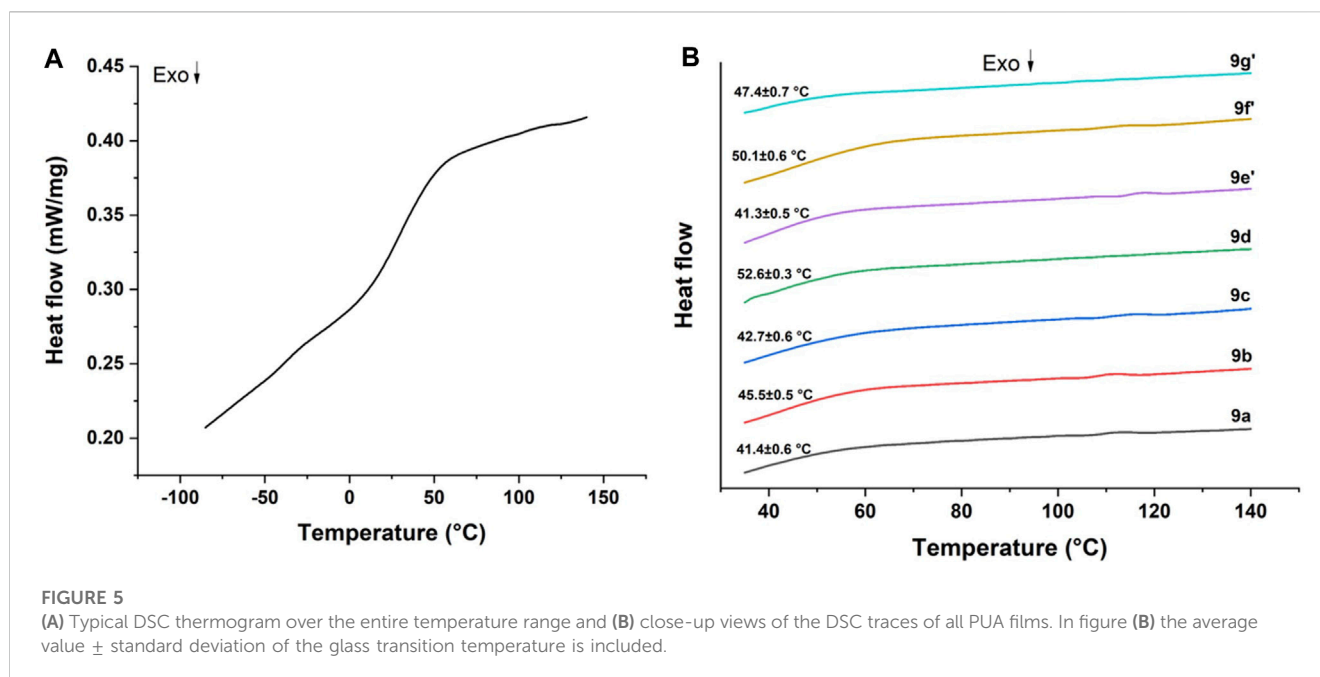 A
Exo ↓
0.45
0.40
0.35
0.30
0.25
0.20
Heat flow (mW/mg)
-100 -50 0 50 100 150
Temperature (°C)
B
Exo ↓
9g'
47.4±0.7 °C
9f'
50.1±0.6 °C
9e'
41.3±0.5 °C
9d
52.6±0.3 °C
9c
42.7±0.6 °C
9b
45.5±0.5 °C
9a
41.4±0.6 °C
Heat flow
40 60 80 100 120 140
Temperature (°C)
FIGURE 5
(A) Typical DSC thermogram over the entire temperature range and (B) close-up views of the DSC traces of all PUA films. In figure (B) the average
value ± standard deviation of the glass transition temperature is included.